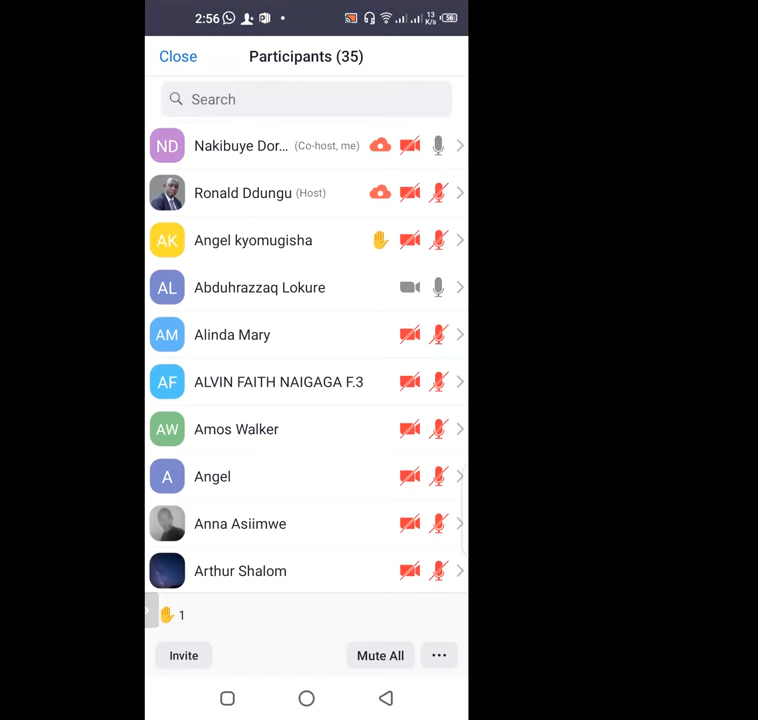 2:56 13 K/s 56
Close Participants (35)
Search
ND Nakibuye Dor... (Co-host, me)
Ronald Ddungu (Host)
AK Angel kyomugisha
AL Abduhrazzaq Lokure
AM Alinda Mary
AF ALVIN FAITH NAIGAGA F.3
AW Amos Walker
A Angel
Anna Asiimwe
Arthur Shalom
1
Invite Mute All